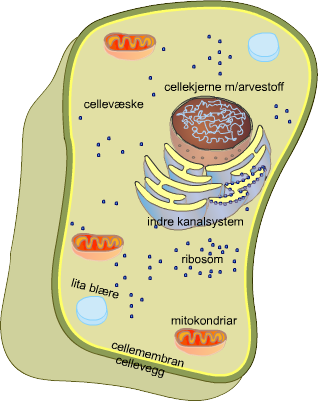 cellekjerne m/arvestoff
cellevæske
indre kanalsystem
ribosom
lita blære
mitokondriar
cellemembran
cellevegg